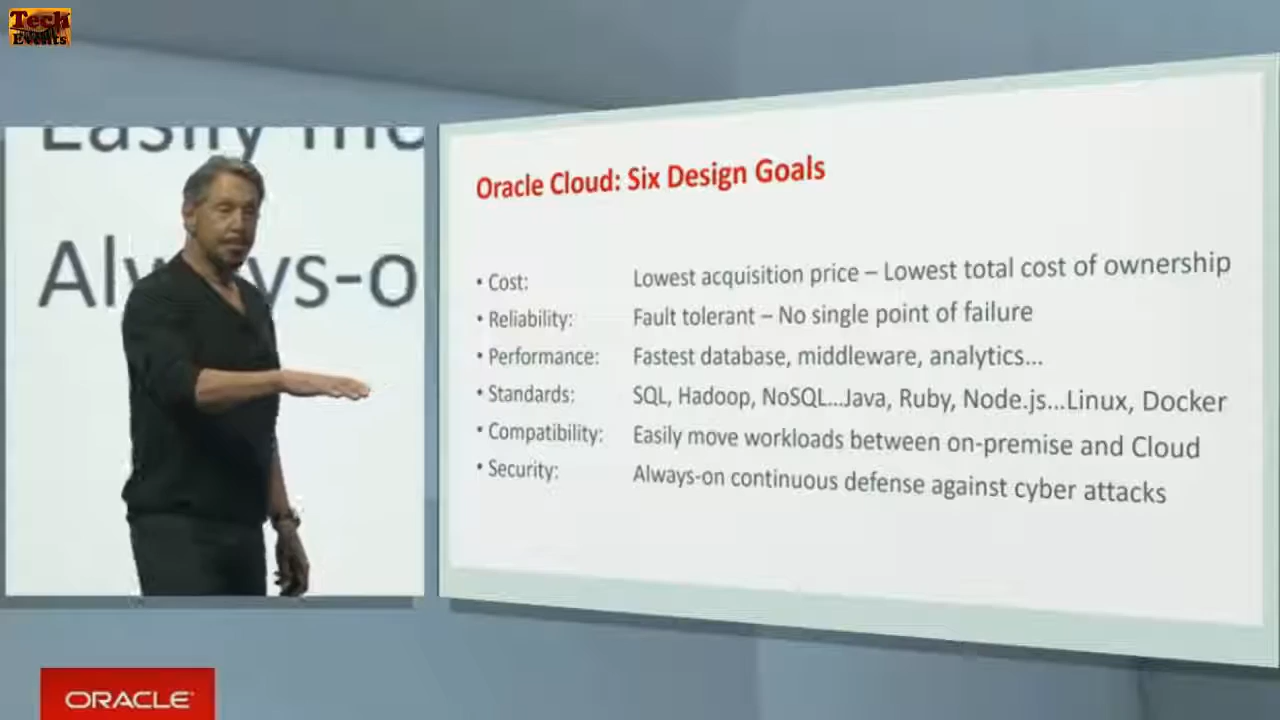 Tech
Events
Easily mo
Always-o
Oracle Cloud: Six Design Goals
• Cost: Lowest acquisition price – Lowest total cost of ownership
• Reliability: Fault tolerant – No single point of failure
• Performance: Fastest database, middleware, analytics...
• Standards: SQL, Hadoop, NoSQL...Java, Ruby, Node.js...Linux, Docker
• Compatibility: Easily move workloads between on-premise and Cloud
• Security: Always-on continuous defense against cyber attacks
ORACLE